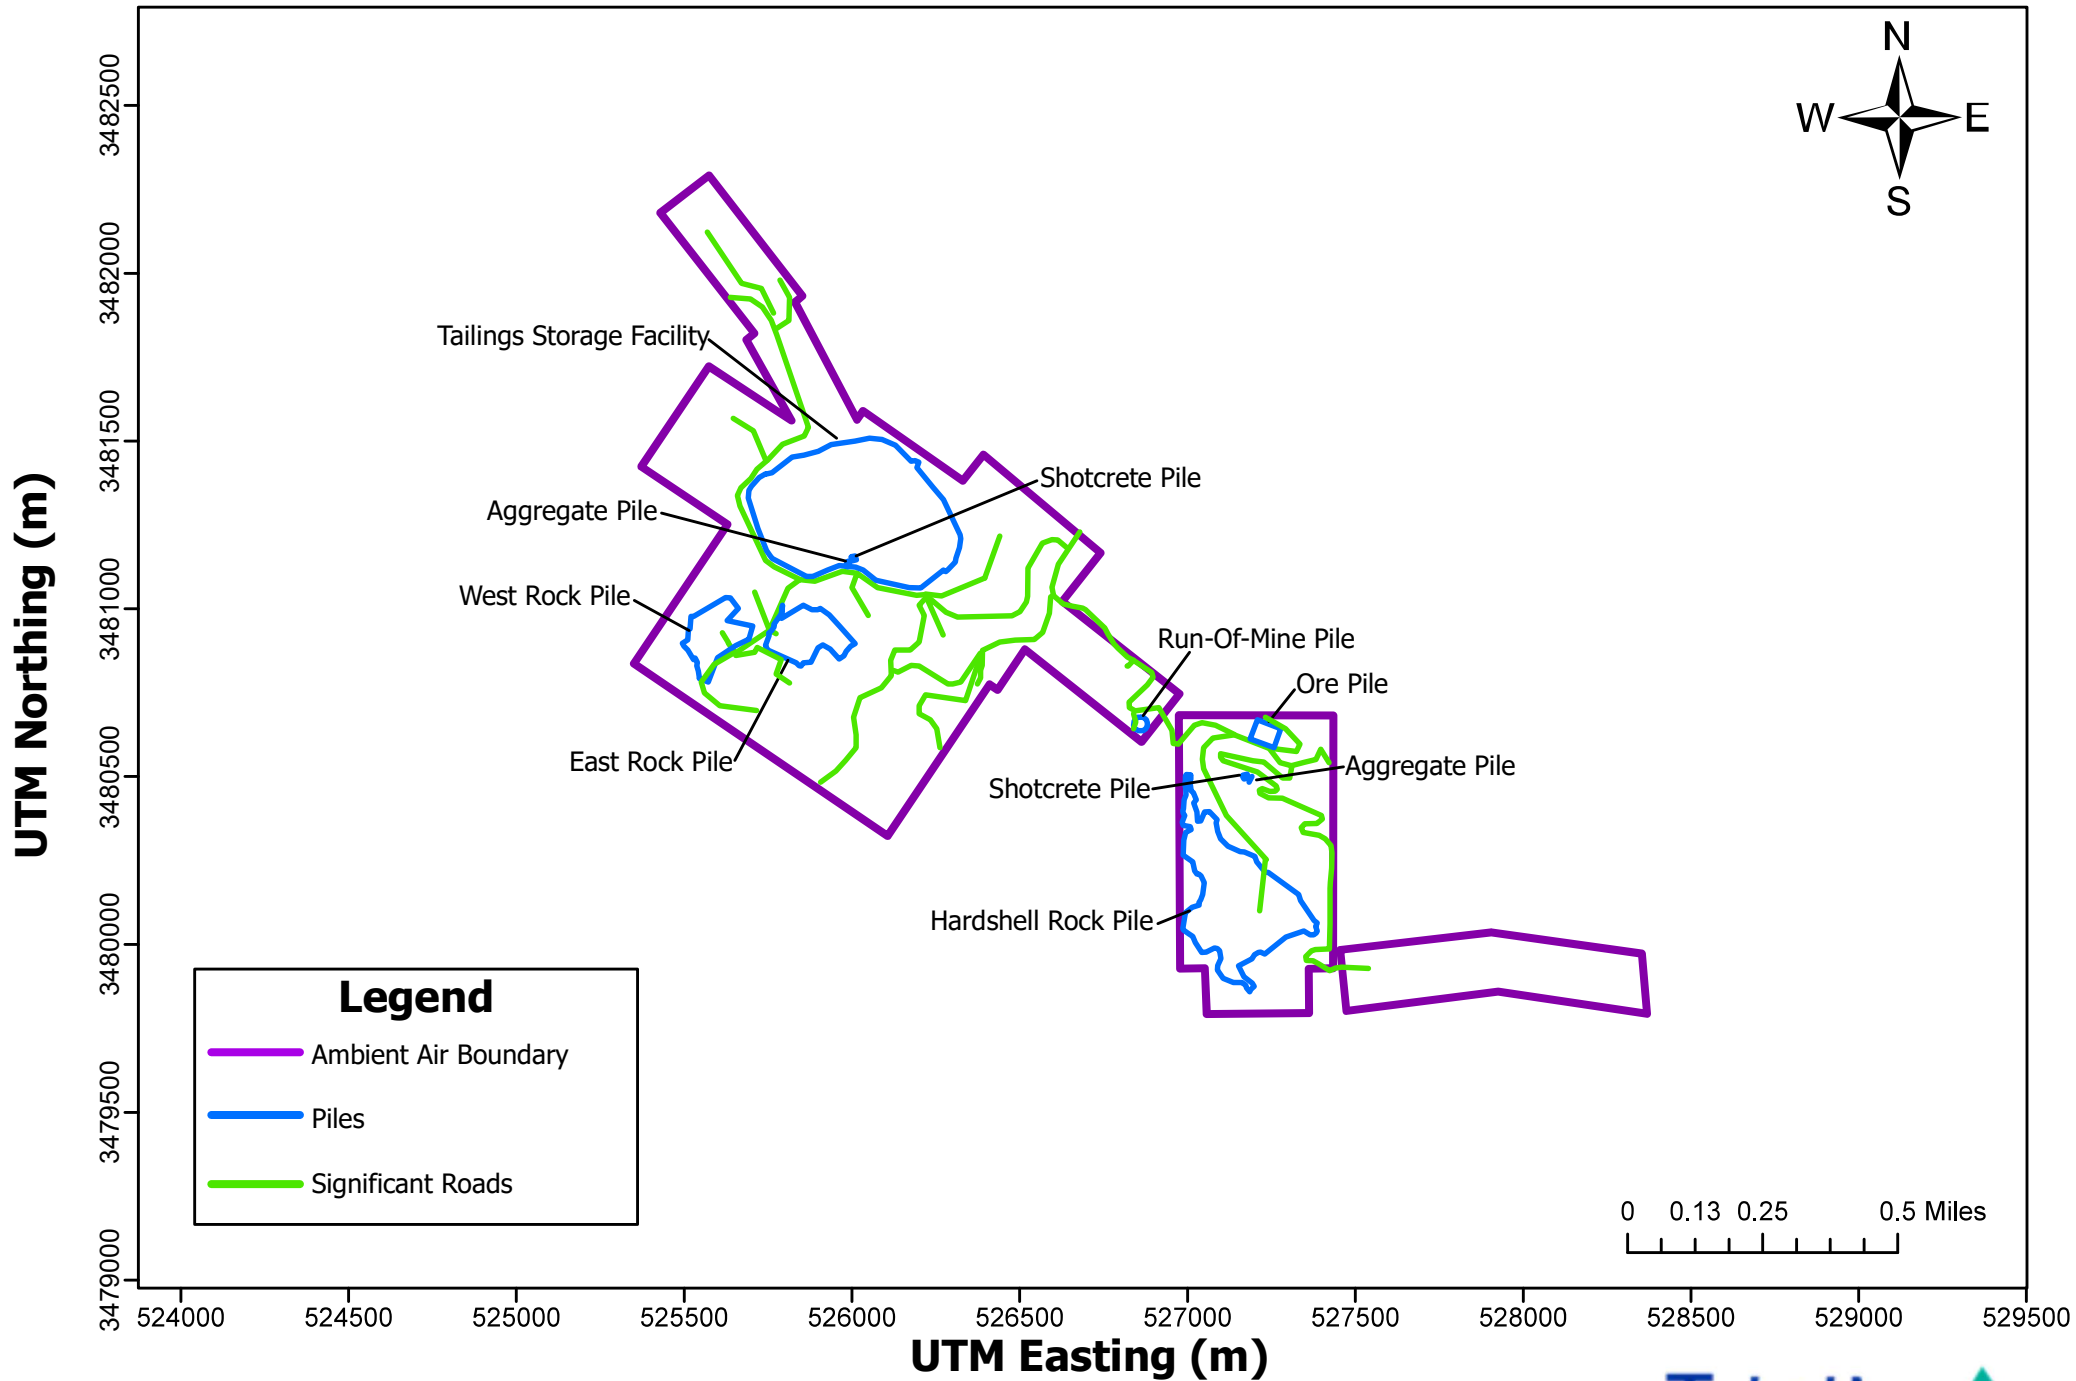 N
W E
S
3482500
3482000
3481500
3481000
3480500
3480000
3479500
3479000
UTM Northing (m)
Tailings Storage Facility
Shotcrete Pile
Aggregate Pile
West Rock Pile
Run-Of-Mine Pile
Ore Pile
East Rock Pile
Aggregate Pile
Shotcrete Pile
Hardshell Rock Pile
Legend
Ambient Air Boundary
Piles
Significant Roads
0 0.13 0.25 0.5 Miles
524000 524500 525000 525500 526000 526500 527000 527500 528000 528500 529000 529500
UTM Easting (m)